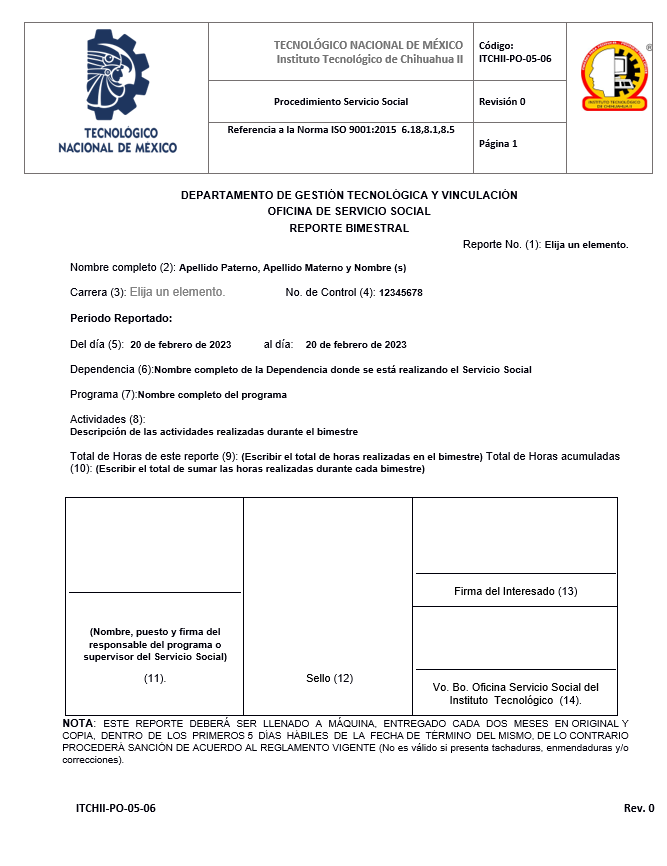 TECNOLÓGICO
NACIONAL DE MÉXICO
TECNOLÓGICO NACIONAL DE MÉXICO
Instituto Tecnológico de Chihuahua II
Código:
ITCHII-PO-05-06
Procedimiento Servicio Social
Revisión 0
Referencia a la Norma ISO 9001:2015 6.18,8.1,8.5
Página 1
INSTITUTO TECNOLOGICO
DE CHIHUAHUA II
®
DEPARTAMENTO DE GESTIÓN TECNOLÓGICA Y VINCULACIÓN
OFICINA DE SERVICIO SOCIAL
REPORTE BIMESTRAL
Reporte No. (1): Elija un elemento.
Nombre completo (2): Apellido Paterno, Apellido Materno y Nombre (s)
Carrera (3): Elija un elemento. No. de Control (4): 12345678
Periodo Reportado:
Del día (5): 20 de febrero de 2023 al día: 20 de febrero de 2023
Dependencia (6):Nombre completo de la Dependencia donde se está realizando el Servicio Social
Programa (7):Nombre completo del programa
Actividades (8):
Descripción de las actividades realizadas durante el bimestre
Total de Horas de este reporte (9): (Escribir el total de horas realizadas en el bimestre) Total de Horas acumuladas
(10): (Escribir el total de sumar las horas realizadas durante cada bimestre)
(Nombre, puesto y firma del
responsable del programa o
supervisor del Servicio Social)
(11).
Sello (12)
Firma del Interesado (13)
Vo. Bo. Oficina Servicio Social del
Instituto Tecnológico (14).
NOTA: ESTE REPORTE DEBERÁ SER LLENADO A MÁQUINA, ENTREGADO CADA DOS MESES EN ORIGINAL Y
COPIA, DENTRO DE LOS PRIMEROS 5 DÍAS HÁBILES DE LA FECHA DE TÉRMINO DEL MISMO, DE LO CONTRARIO
PROCEDERÁ SANCIÓN DE ACUERDO AL REGLAMENTO VIGENTE (No es válido si presenta tachaduras, enmendaduras y/o
correcciones).
ITCHII-PO-05-06
Rev. 0